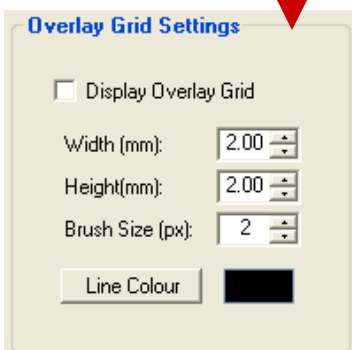 Overlay Grid Settings
Display Overlay Grid
Width (mm): 2.00
Height(mm): 2.00
Brush Size (px): 2
Line Colour